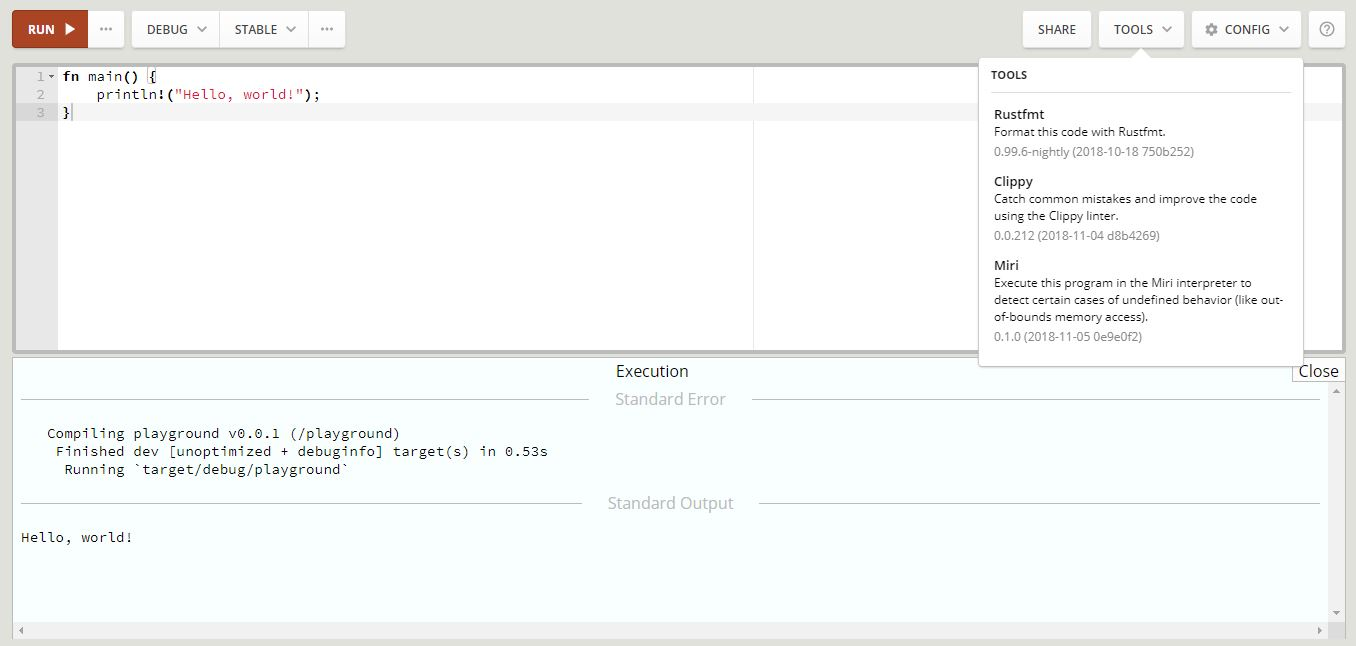 RUN ··· DEBUG STABLE ··· SHARE TOOLS CONFIG ?
1 fn main() {
2     println!("Hello, world!");
3 }
TOOLS
Rustfmt
Format this code with Rustfmt.
0.99.6-nightly (2018-10-18 750b252)
Clippy
Catch common mistakes and improve the code
using the Clippy linter.
0.0.212 (2018-11-04 d8b4269)
Miri
Execute this program in the Miri interpreter to
detect certain cases of undefined behavior (like out-
of-bounds memory access).
0.1.0 (2018-11-05 0e9e0f2)
Execution Close
Standard Error
   Compiling playground v0.0.1 (/playground)
    Finished dev [unoptimized + debuginfo] target(s) in 0.53s
     Running `target/debug/playground`
Standard Output
Hello, world!